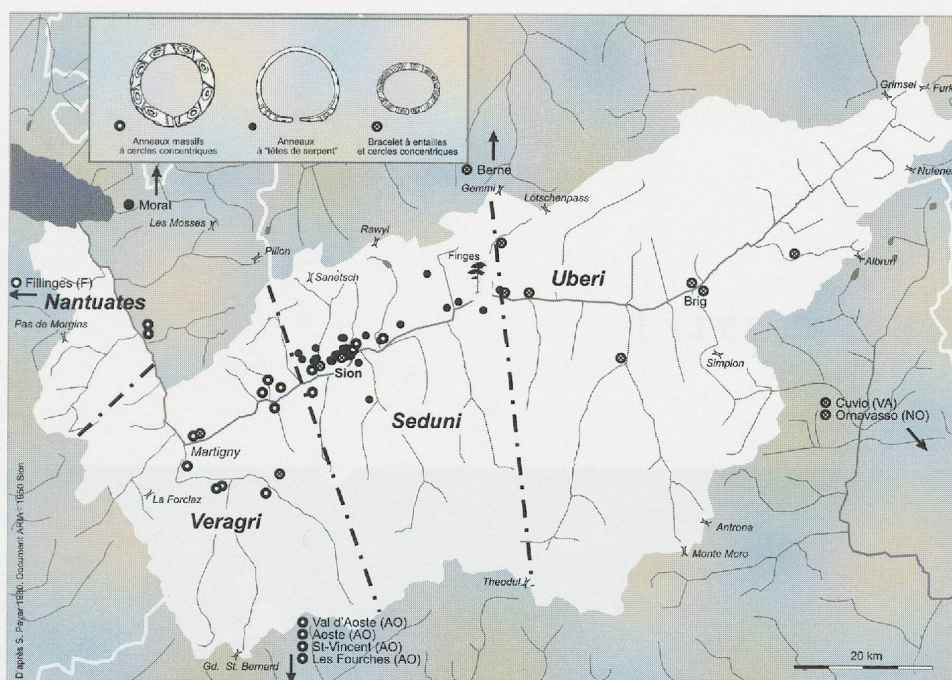 Anneaux massifs
à cercles concentriques
Anneaux
à "têtes de serpent"
Bracelet à entailles
et cercles concentriques
Grimsel
Furk
Nufenen
Berne
Gemmi
Lötschenpass
Morat
Les Mosses
Pillon
Rawyl
Sanetsch
Finges
Uberi
Albrun
Fillinges (F)
Nantuates
Pas de Morgins
Brig
Simplon
Sion
Seduni
Cuvio (VA)
Ornavasso (NO)
Martigny
La Forclaz
Veragri
Antrona
Monte Moro
Theodul
Val d'Aoste (AO)
Aoste (AO)
St-Vincent (AO)
Les Fourches (AO)
Gd. St. Bernard
20 km
D'après S. Peyer 1980. Document ARIA - 1950 Sion